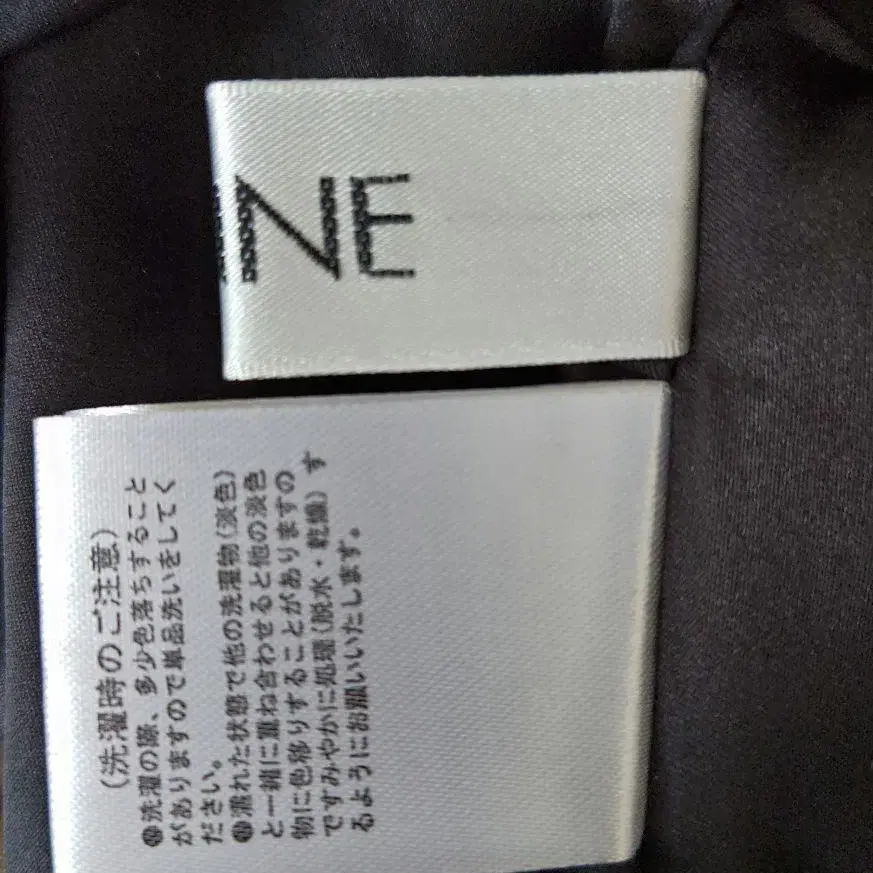 NE
(洗濯時のご注意)
●洗濯の際、多少色落ちすること
がありますので単品洗いをしてく
ださい。
●濡れた状態で他の洗濯物(淡色)
と一緒に重ね合わせると他の淡色
物に色移りすることがありますの
ですみやかに処理(脱水・乾燥)す
るようにお願いいたします。